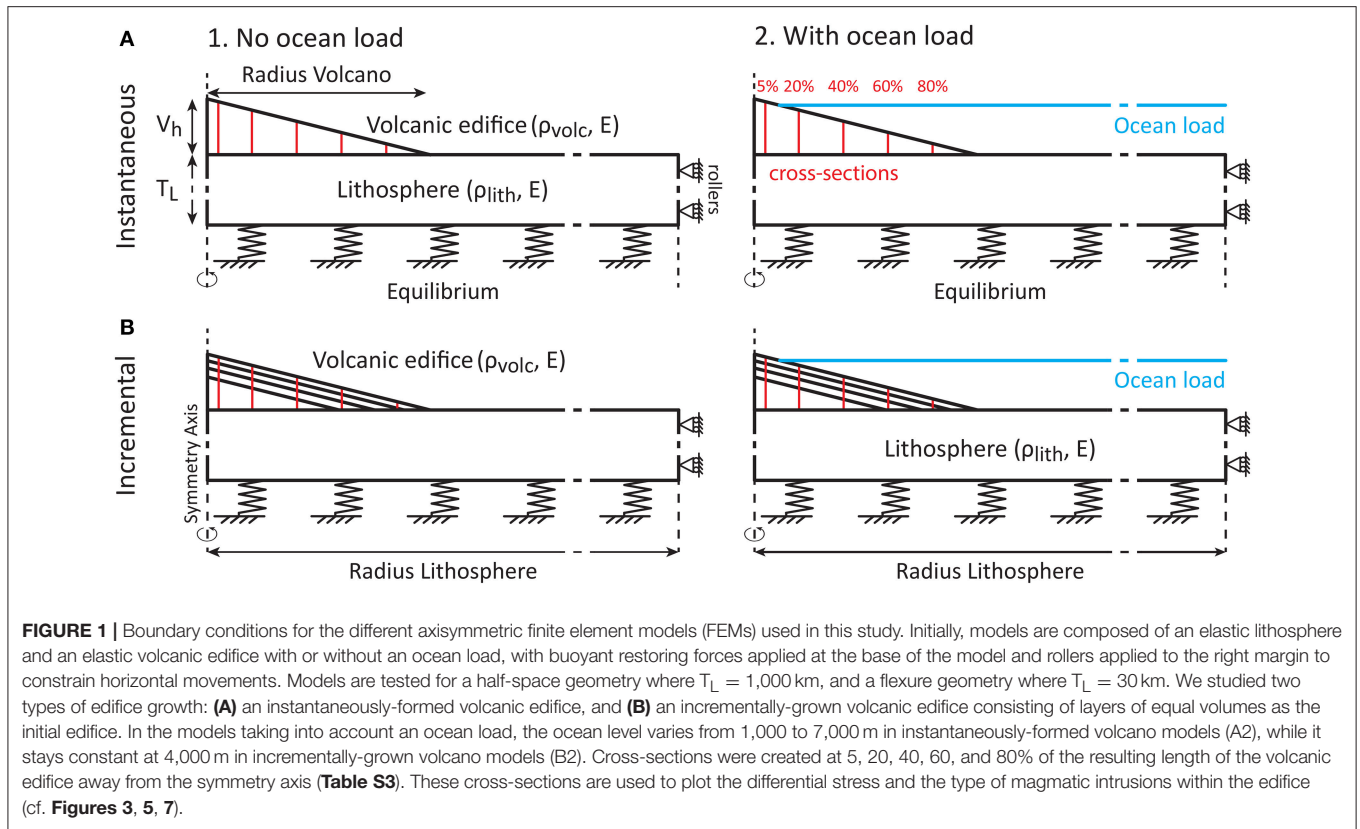 A
1. No ocean load
2. With ocean load
Instantaneous
Radius Volcano
Vh
TL
Volcanic edifice (ρvolc, E)
Lithosphere (ρlith, E)
rollers
Equilibrium
5% 20% 40% 60% 80%
Ocean load
cross-sections
Equilibrium
B
Incremental
Symmetry Axis
Volcanic edifice (ρvolc, E)
Radius Lithosphere
Ocean load
Lithosphere (ρlith, E)
Radius Lithosphere
FIGURE 1 | Boundary conditions for the different axisymmetric finite element models (FEMs) used in this study. Initially, models are composed of an elastic lithosphere
and an elastic volcanic edifice with or without an ocean load, with buoyant restoring forces applied at the base of the model and rollers applied to the right margin to
constrain horizontal movements. Models are tested for a half-space geometry where TL = 1,000 km, and a flexure geometry where TL = 30 km. We studied two
types of edifice growth: (A) an instantaneously-formed volcanic edifice, and (B) an incrementally-grown volcanic edifice consisting of layers of equal volumes as the
initial edifice. In the models taking into account an ocean load, the ocean level varies from 1,000 to 7,000 m in instantaneously-formed volcano models (A2), while it
stays constant at 4,000 m in incrementally-grown volcano models (B2). Cross-sections were created at 5, 20, 40, 60, and 80% of the resulting length of the volcanic
edifice away from the symmetry axis (Table S3). These cross-sections are used to plot the differential stress and the type of magmatic intrusions within the edifice
(cf. Figures 3, 5, 7).